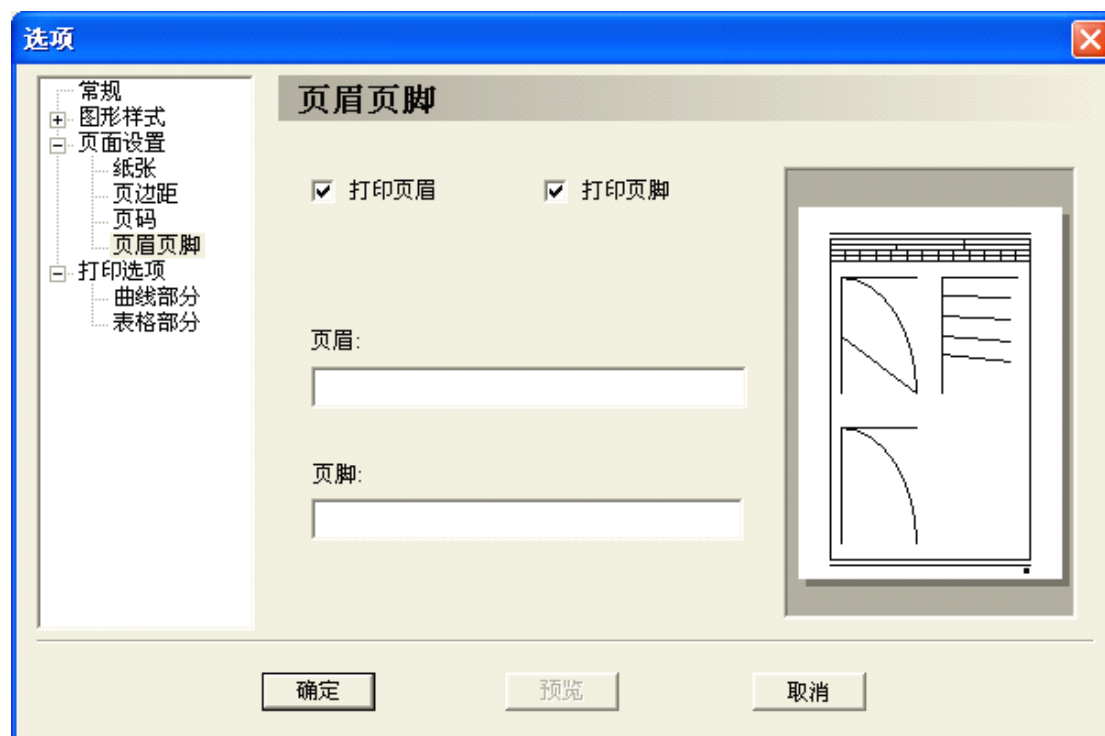 选项
常规
图形样式
页面设置
纸张
页边距
页码
页眉页脚
打印选项
曲线部分
表格部分
页眉页脚
打印页眉
打印页脚
页眉:
页脚:
确定
预览
取消